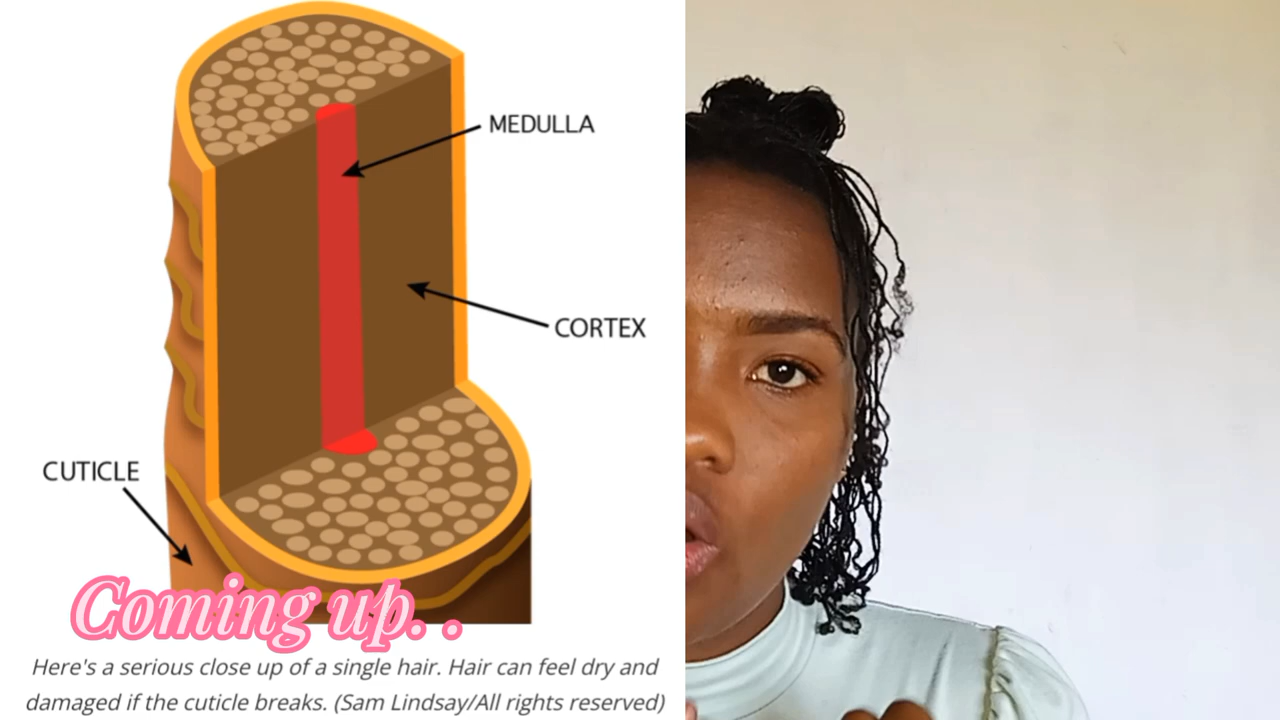 MEDULLA
CORTEX
CUTICLE
Coming up. .
Here's a serious close up of a single hair. Hair can feel dry and
damaged if the cuticle breaks. (Sam Lindsay/All rights reserved)